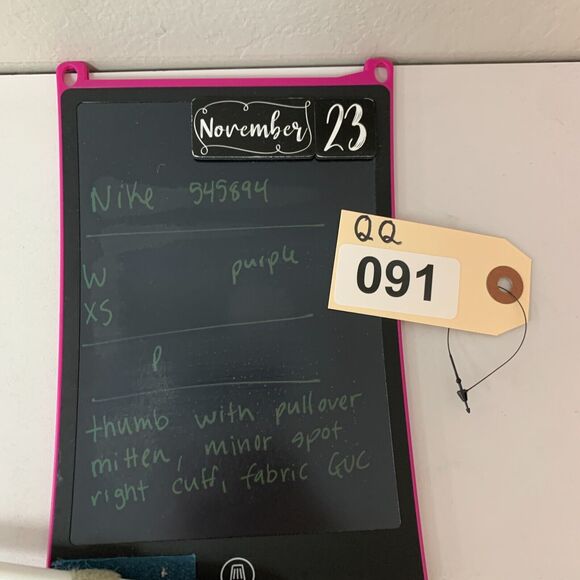 November 23
Nike 545894
QQ
091
W purple
XS
P
thumb with pullover
mitten, minor spot
right cuff, fabric GUC